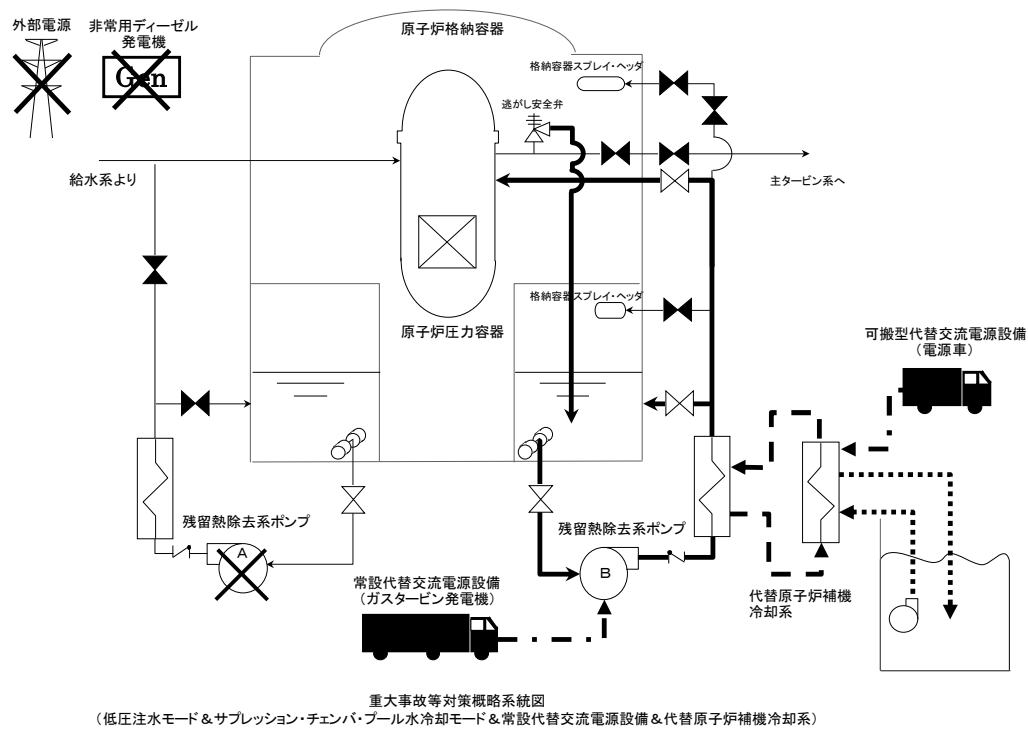 外部電源
非常用ディーゼル
発電機
Gen
原子炉格納容器
格納容器スプレイ・ヘッダ
逃がし安全弁
給水系より
主タービン系へ
格納容器スプレイ・ヘッダ
原子炉圧力容器
可搬型代替交流電源設備
（電源車）
残留熱除去系ポンプ
A
残留熱除去系ポンプ
B
常設代替交流電源設備
（ガスタービン発電機）
代替原子炉補機
冷却系
重大事故等対策概略系統図
（低圧注水モード＆サプレッション・チェンバ・プール水冷却モード＆常設代替交流電源設備＆代替原子炉補機冷却系）